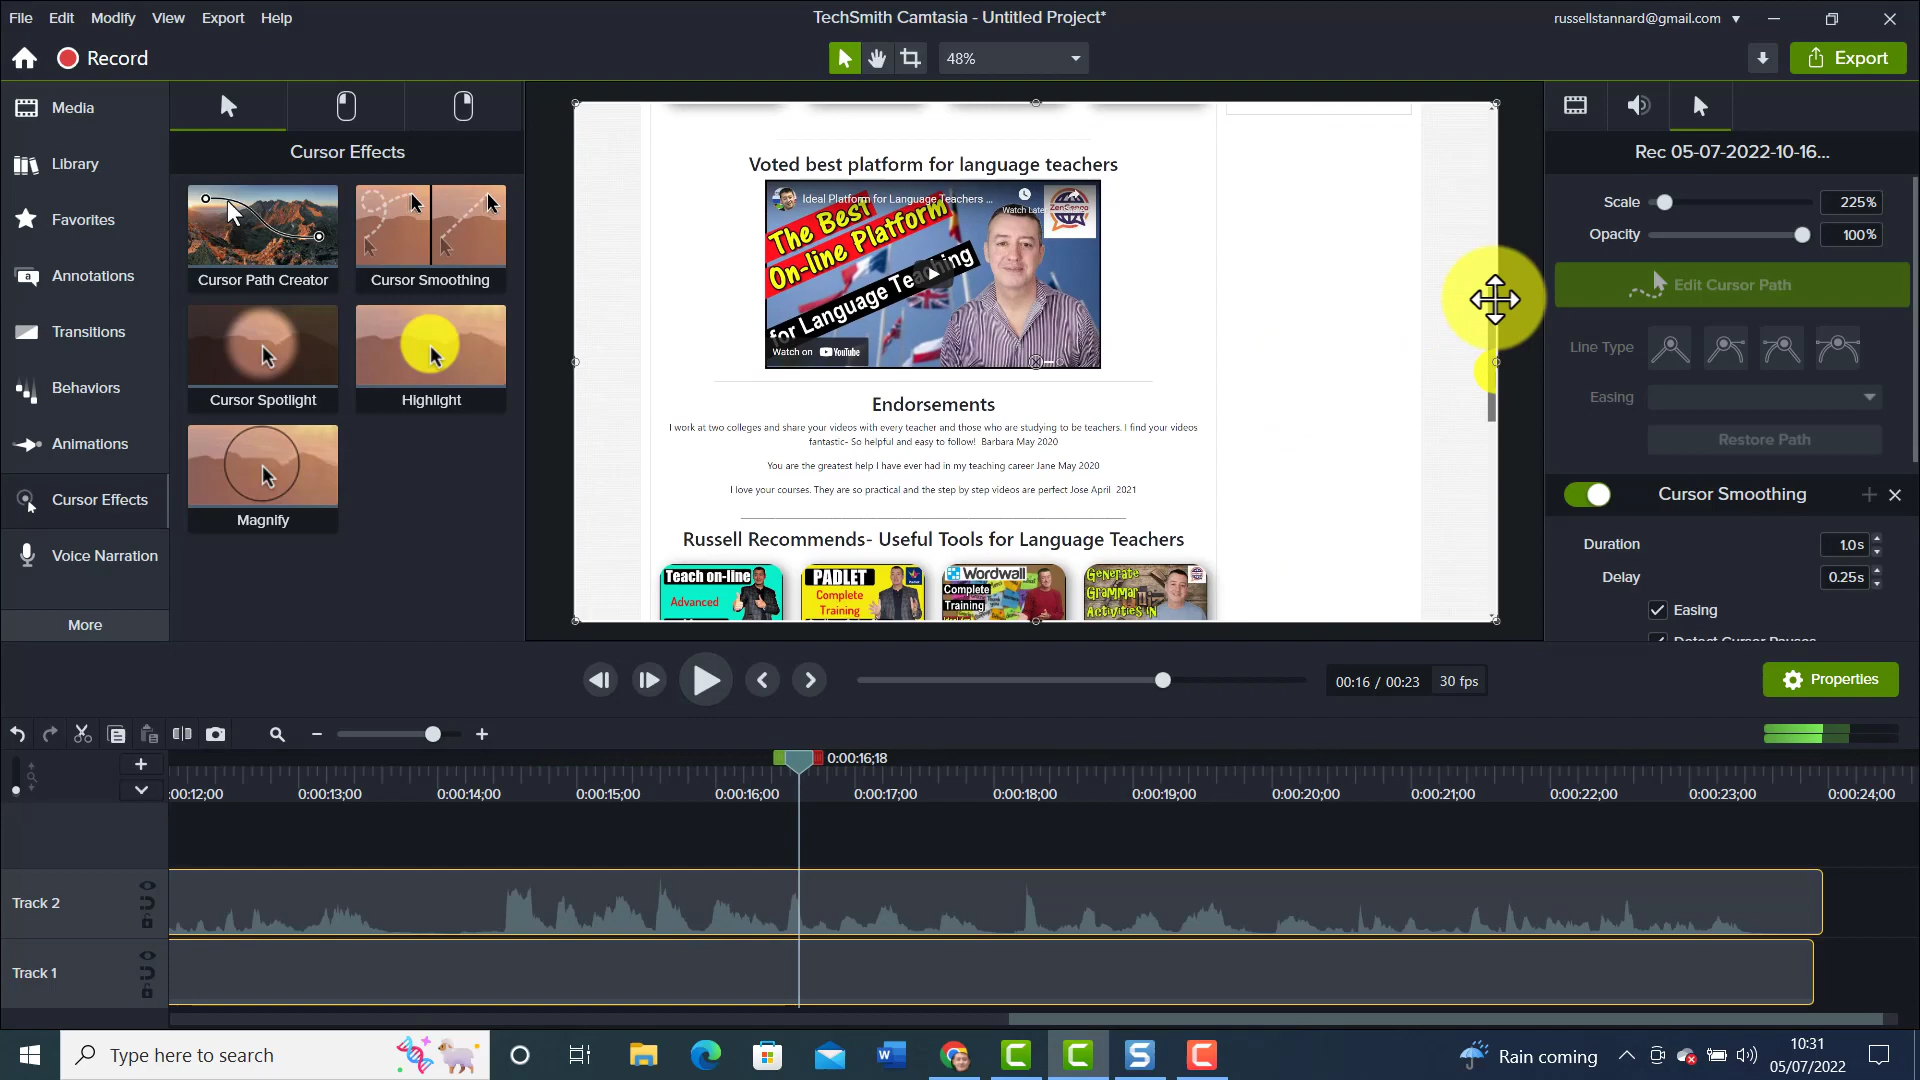 File Edit Modify View Export Help
TechSmith Camtasia - Untitled Project*
russellstannard@gmail.com
Record
48%
Export
Media
Library
Favorites
Annotations
Transitions
Behaviors
Animations
Cursor Effects
Voice Narration
More
Cursor Effects
Cursor Path Creator
Cursor Smoothing
Cursor Spotlight
Highlight
Magnify
Voted best platform for language teachers
Ideal Platform for Language Teachers ...
Watch Later
The Best
On-line Platform
for Language Teaching
Watch on YouTube
Endorsements
I work at two colleges and share your videos with every teacher and those who are studying to be teachers. I find your videos
fantastic- So helpful and easy to follow! Barbara May 2020
You are the greatest help I have ever had in my teaching career Jane May 2020
I love your courses. They are so practical and the step by step videos are perfect Jose April 2021
Russell Recommends- Useful Tools for Language Teachers
Teach on-line
Advanced
PADLET
Complete
Training
Wordwall
Complete
Training
Generate
Grammar
Activities in
Rec 05-07-2022-10-16...
Scale 225%
Opacity 100%
Edit Cursor Path
Line Type
Easing
Restore Path
Cursor Smoothing
Duration 1.0s
Delay 0.25s
Easing
Detect Cursor Pauses
00:16 / 00:23 30 fps
Properties
0:00:16;18
0:00:12;00 0:00:13;00 0:00:14;00 0:00:15;00 0:00:16;00 0:00:17;00 0:00:18;00 0:00:19;00 0:00:20;00 0:00:21;00 0:00:22;00 0:00:23;00 0:00:24;00
Track 2
Track 1
Type here to search
Rain coming
10:31
05/07/2022